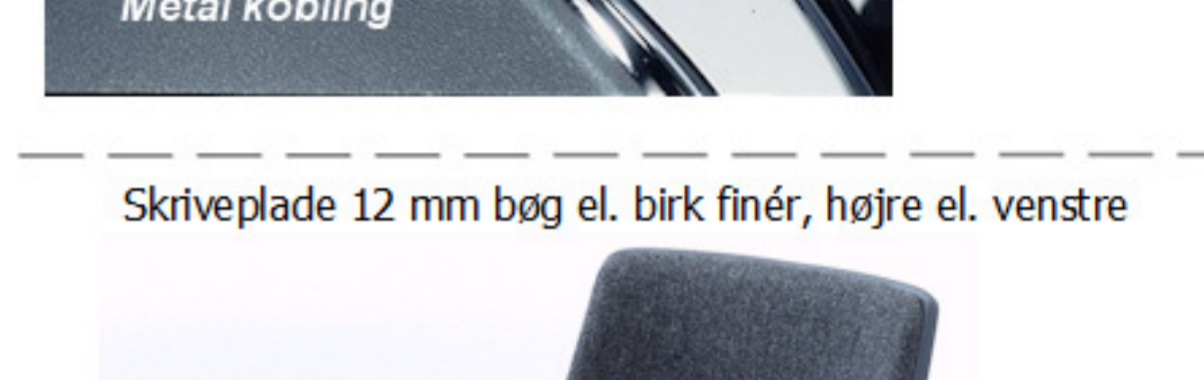 Metal kobling
Skriveplade 12 mm bøg el. birk finér, højre el. venstre